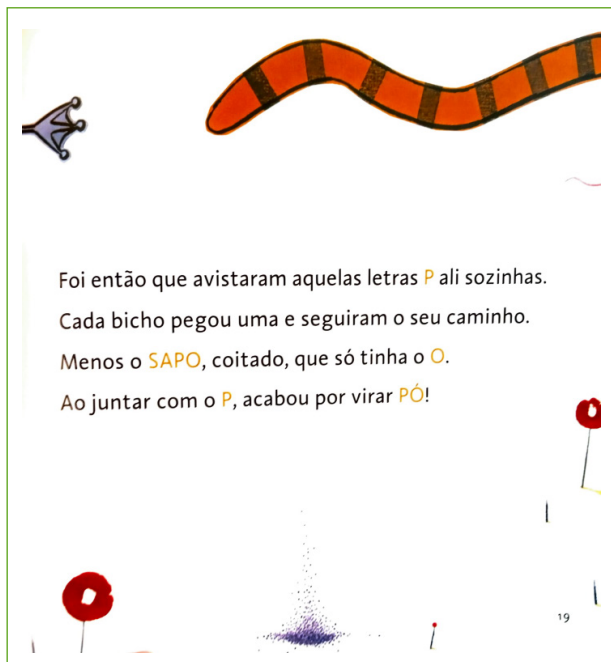 Foi então que avistaram aquelas letras P ali sozinhas.
Cada bicho pegou uma e seguiram o seu caminho.
Menos o SAPO, coitado, que só tinha o O.
Ao juntar com o P, acabou por virar PÓ!
19